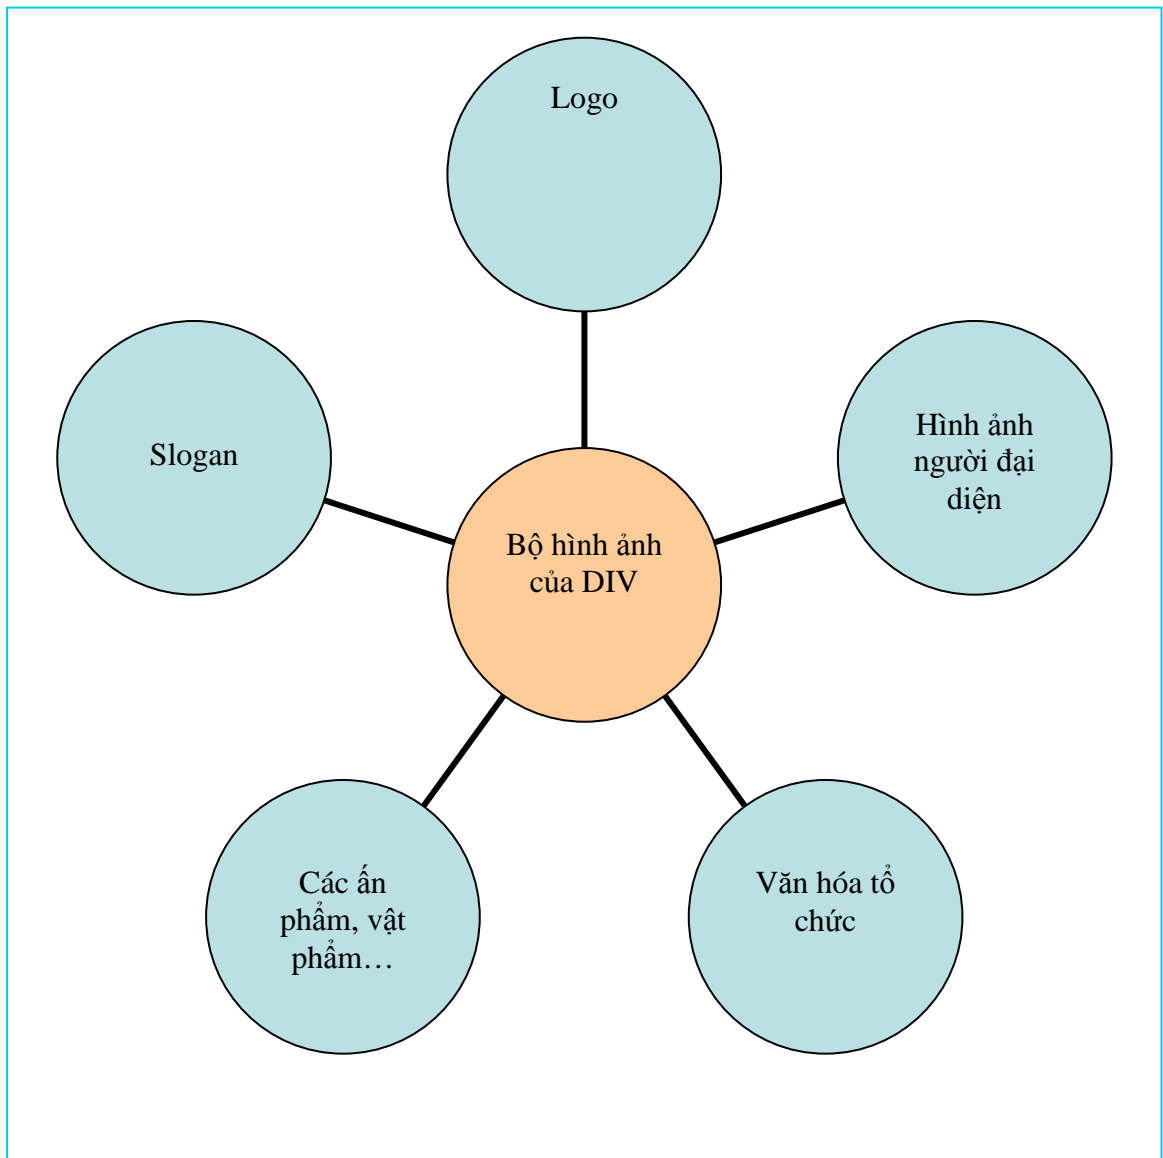 Logo
Slogan
Hình ảnh
người đại
diện
Bộ hình ảnh
của DIV
Các ấn
phẩm, vật
phẩm…
Văn hóa tổ
chức